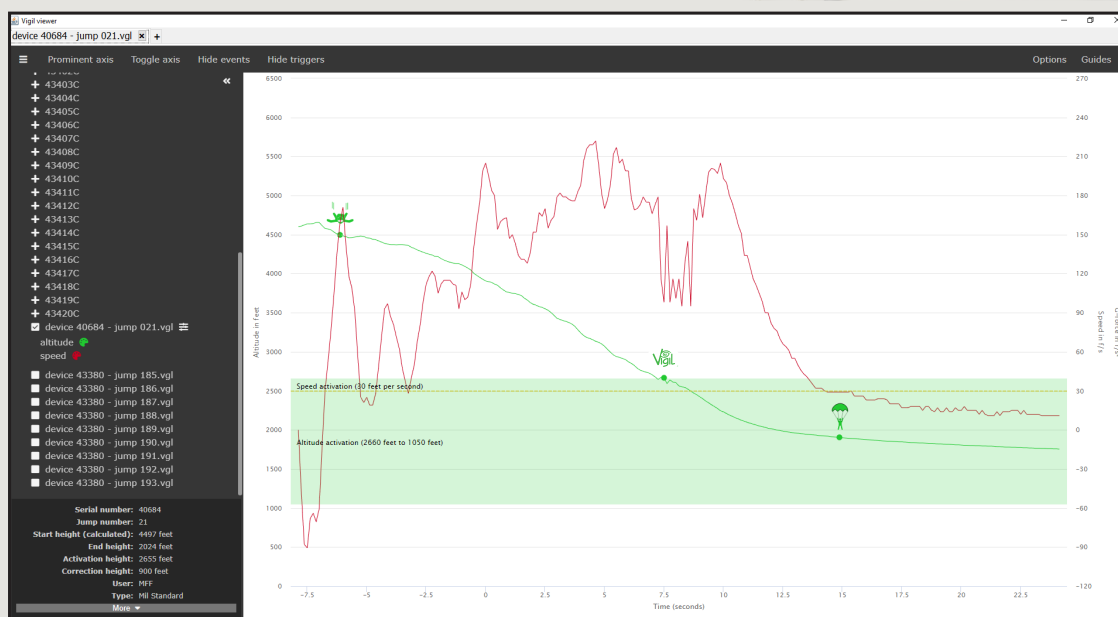 Vigil viewer
device 40684 - jump 021.vgl
Prominent axis Toggle axis Hide events Hide triggers Options Guides
43402C
43403C
43404C
43405C
43406C
43407C
43408C
43409C
43410C
43411C
43412C
43413C
43414C
43415C
43416C
43417C
43418C
43419C
43420C
device 40684 - jump 021.vgl
altitude
speed
device 43380 - jump 185.vgl
device 43380 - jump 186.vgl
device 43380 - jump 187.vgl
device 43380 - jump 188.vgl
device 43380 - jump 189.vgl
device 43380 - jump 190.vgl
device 43380 - jump 191.vgl
device 43380 - jump 192.vgl
device 43380 - jump 193.vgl
Serial number: 40684
Jump number: 21
Start height (calculated): 4497 feet
End height: 2024 feet
Activation height: 2655 feet
Correction height: 900 feet
User: MFF
Type: Mil Standard
More
Altitude in feet
6500
6000
5500
5000
4500
4000
3500
3000
2500
2000
1500
1000
500
0
Vigil
Speed activation (30 feet per second)
Altitude activation (2660 feet to 1050 feet)
-7.5 -5 -2.5 0 2.5 5 7.5 10 12.5 15 17.5 20 22.5
Time (seconds)
270
240
210
180
150
120
90
60
30
0
-30
-60
-90
-120
Speed in f/s